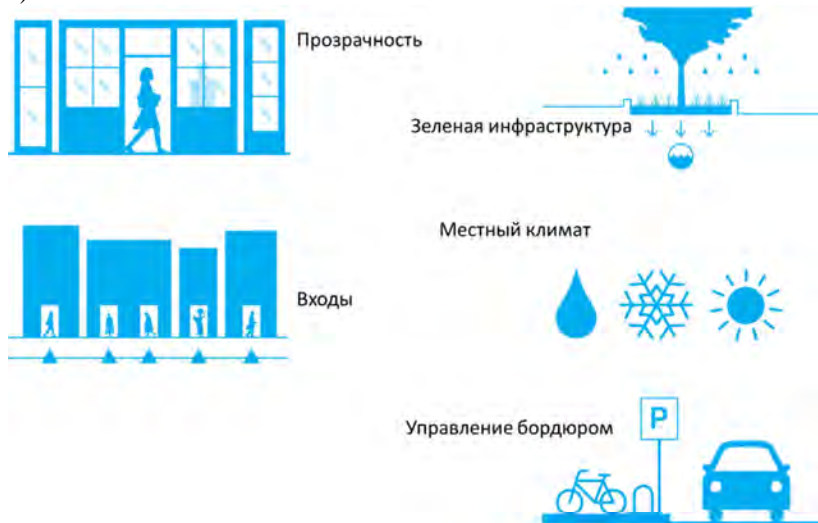 Прозрачность
Зеленая инфраструктура
Местный климат
Входы
Управление бордюром
P